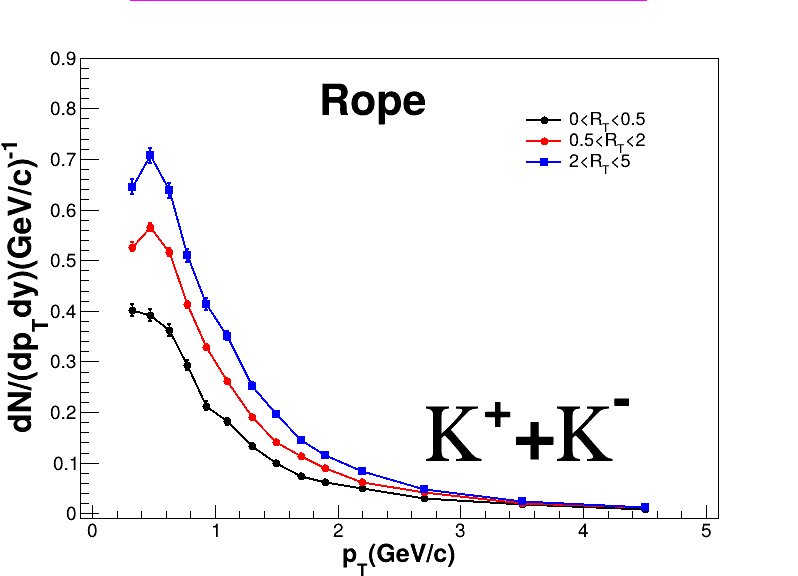 Rope
0<R_T<0.5
0.5<R_T<2
2<R_T<5
K⁺+K⁻
dN/(dp_Tdy)(GeV/c)⁻¹
0.9
0.8
0.7
0.6
0.5
0.4
0.3
0.2
0.1
0
0 1 2 3 4 5
p_T(GeV/c)